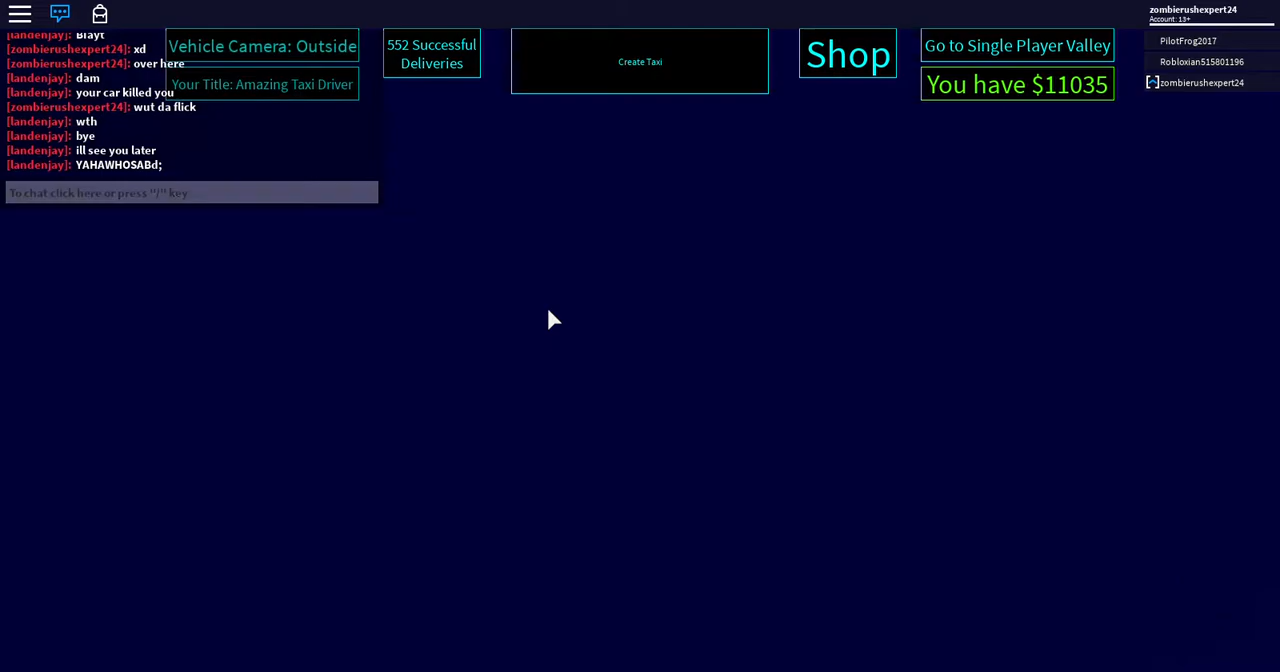 zombierushexpert24
Account: 13+
[landenjay]: Blayt
[zombierushexpert24]: xd
[zombierushexpert24]: over here
[landenjay]: dam
[landenjay]: your car killed you
[zombierushexpert24]: wut da flick
[landenjay]: wth
[landenjay]: bye
[landenjay]: ill see you later
[landenjay]: YAHAWHOSABd;
To chat click here or press "/" key
Vehicle Camera: Outside
Your Title: Amazing Taxi Driver
552 Successful
Deliveries
Create Taxi
Shop
Go to Single Player Valley
You have $11035
PilotFrog2017
Robloxian515801196
zombierushexpert24